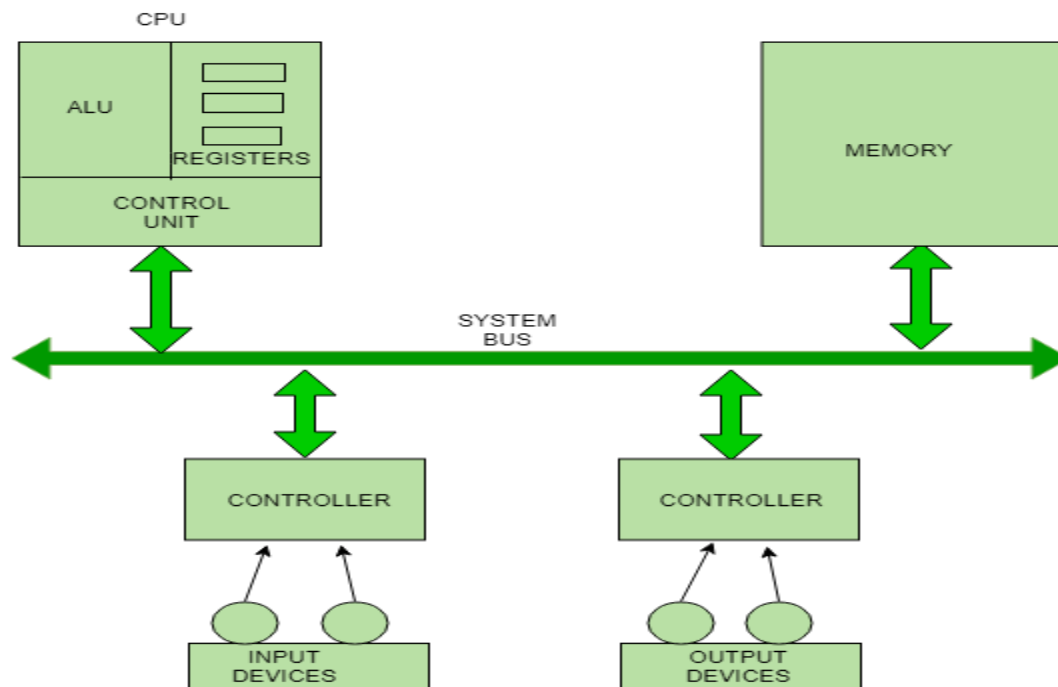 CPU
ALU
REGISTERS
CONTROL
UNIT
MEMORY
SYSTEM
BUS
CONTROLLER
CONTROLLER
INPUT
DEVICES
OUTPUT
DEVICES